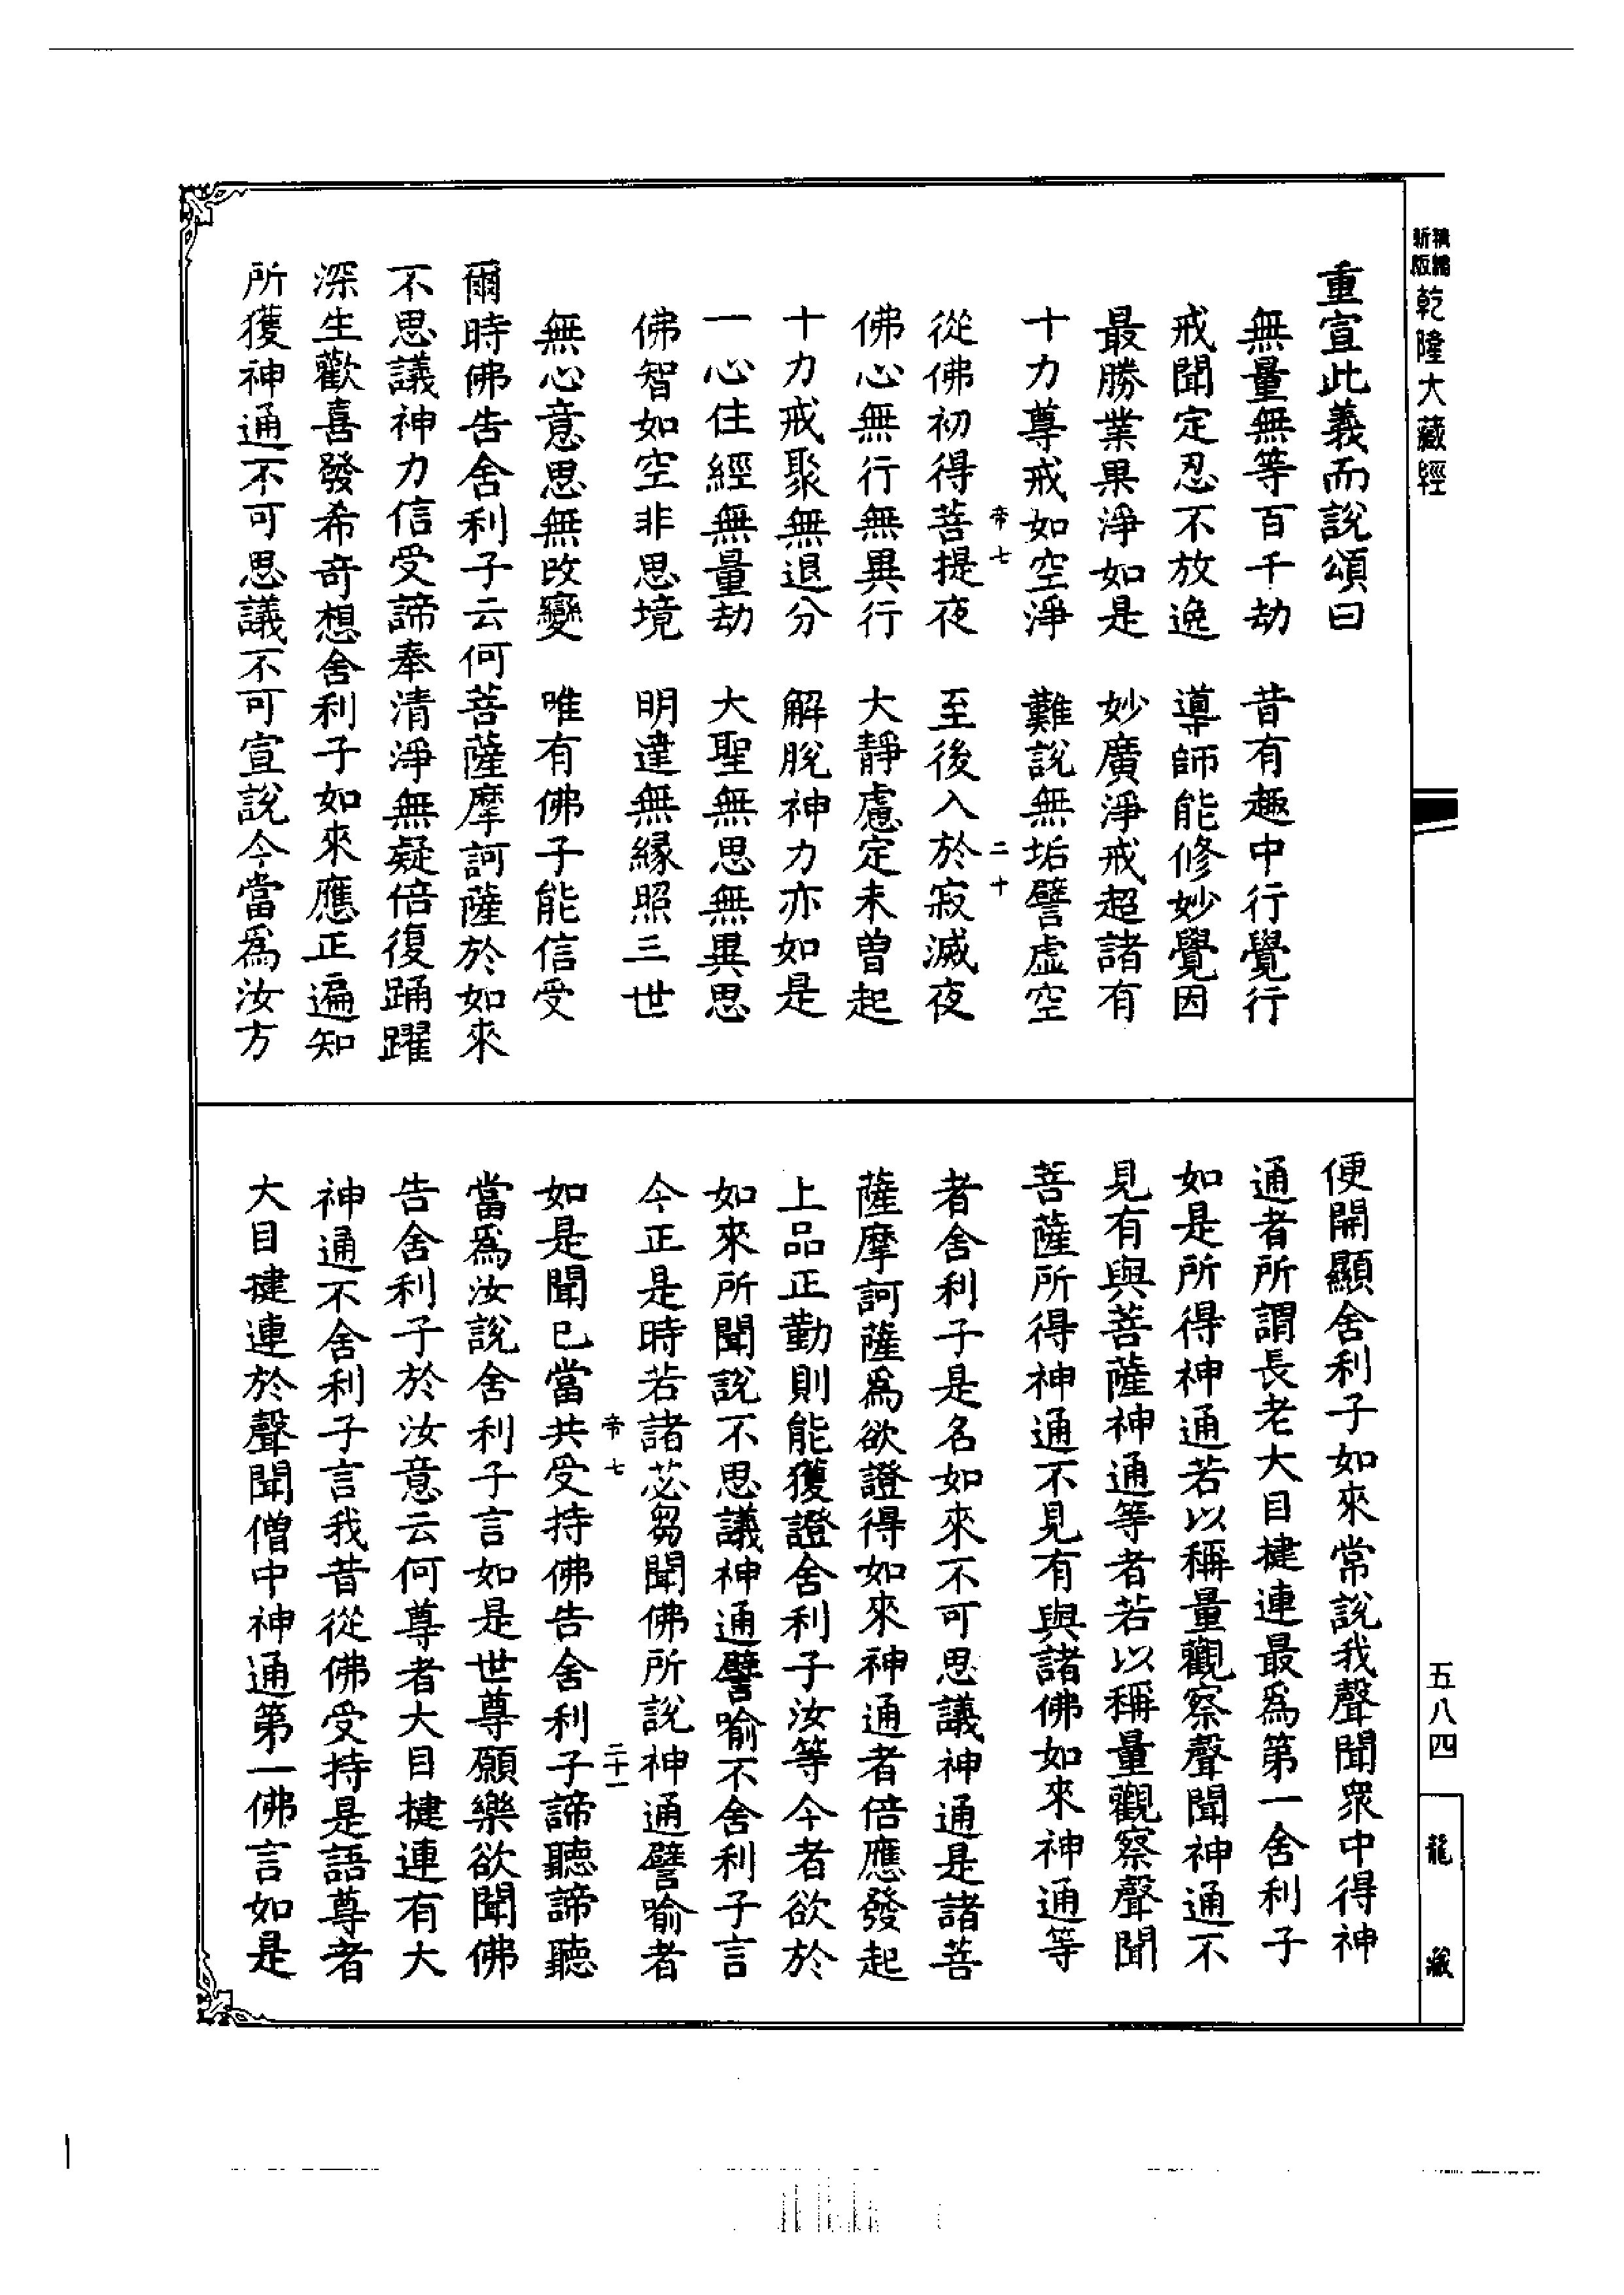 新版精縮
乾隆大藏經
五八四
龍藏
重宣此義而說頌曰
無量無等百千劫 昔有趣中行覺行
戒聞定忍不放逸 導師能修妙覺因
最勝業果淨如是 妙廣淨戒超諸有
十力尊戒如空淨 難說無垢譬虛空
帝七 二十
從佛初得菩提夜 至後入於寂滅夜
佛心無行無異行 大靜慮定未曾起
十力戒聚無退分 解脫神力亦如是
一心住經無量劫 大聖無思無異思
佛智如空非思境 明達無緣照三世
無心意思無改變 唯有佛子能信受
爾時佛告舍利子云何菩薩摩訶薩於如來
不思議神力信受諦奉清淨無疑倍復踊躍
深生歡喜發希奇想舍利子如來應正遍知
所獲神通不可思議不可宣說今當爲汝方
便開顯舍利子如來常說我聲聞眾中得神
通者所謂長老大目揵連最爲第一舍利子
如是所得神通若以稱量觀察聲聞神通不
見有與菩薩神通等者若以稱量觀察聲聞
菩薩所得神通不見有與諸佛如來神通等
者舍利子是名如來不可思議神通是諸菩
薩摩訶薩爲欲證得如來神通者倍應發起
上品正勤則能獲證舍利子汝等今者欲於
如來所聞說不思議神通譬喻不舍利子言
今正是時若諸苾芻聞佛所說神通譬喻者
帝七 二十一
如是聞已當共受持佛告舍利子諦聽諦聽
當爲汝說舍利子言如是世尊願樂欲聞佛
告舍利子於汝意云何尊者大目揵連有大
神通不舍利子言我昔從佛受持是語尊者
大目揵連於聲聞僧中神通第一佛言如是